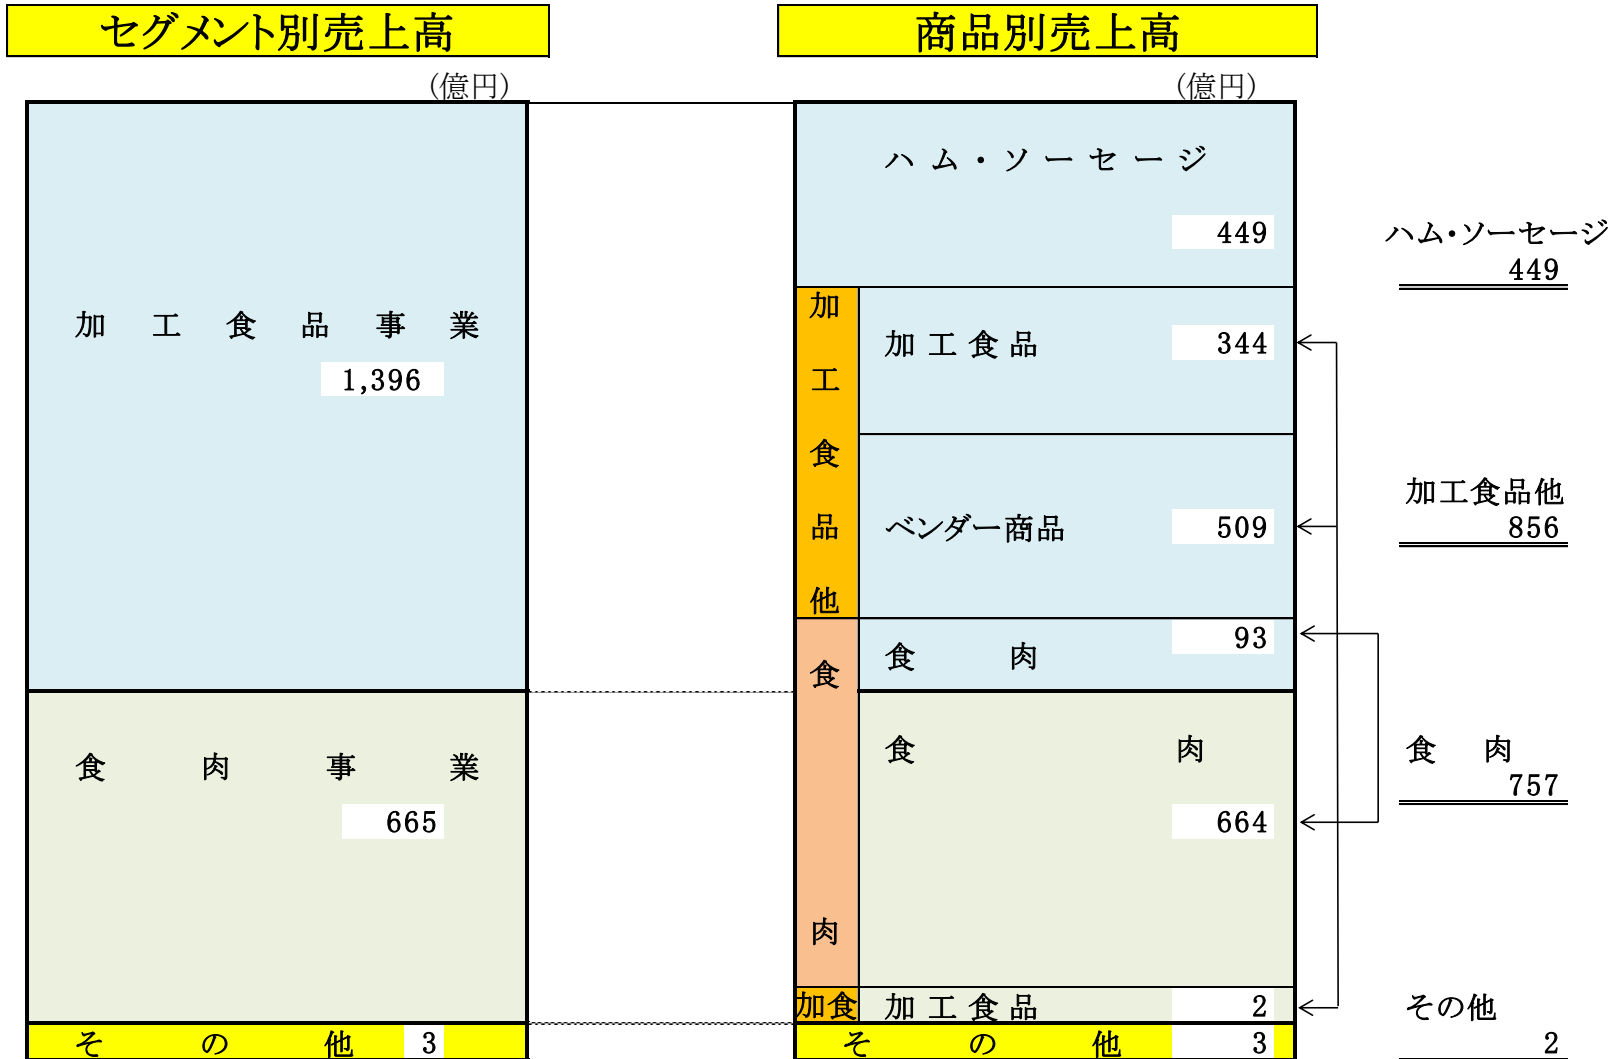 セグメント別売上高
(億円)
加工食品事業
1,396
食肉事業
665
その他 3
商品別売上高
(億円)
ハム・ソーセージ
449
加工食品他
加工食品 344
ベンダー商品 509
食肉
食肉 93
食肉
664
加食 加工食品 2
その他 3
ハム・ソーセージ
449
加工食品他
856
食肉
757
その他
2